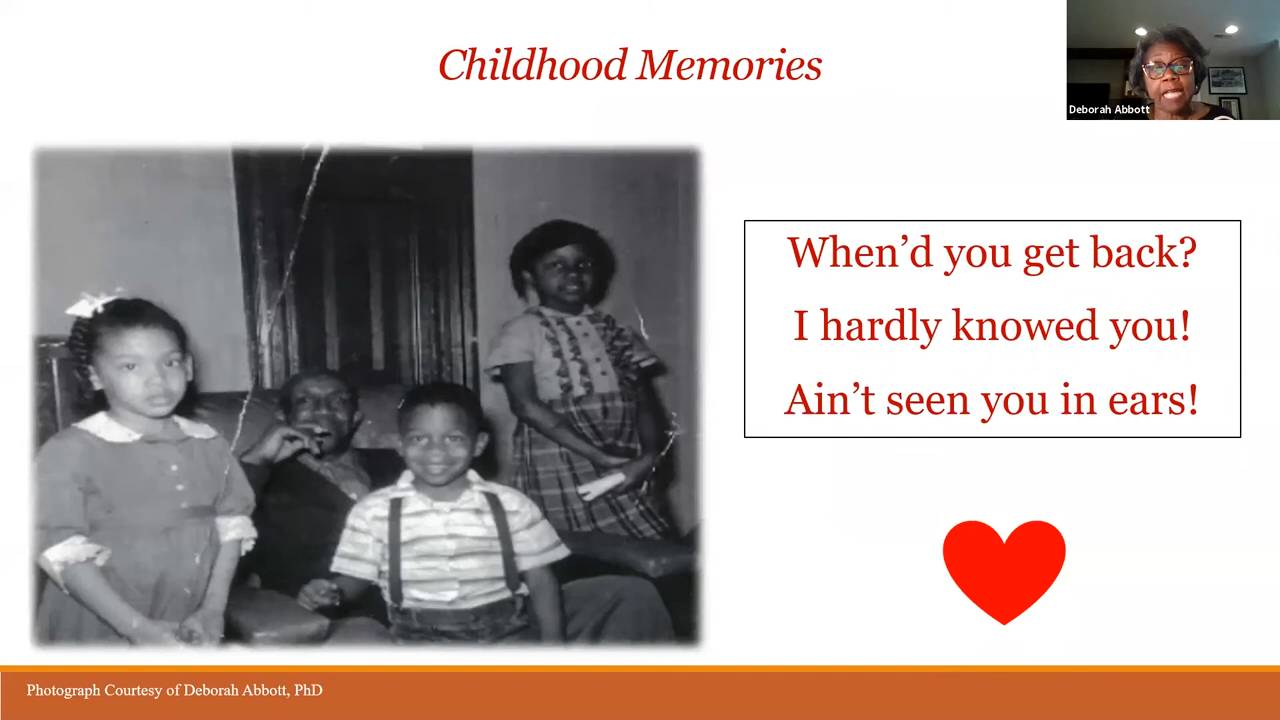 Childhood Memories
Deborah Abbott
When’d you get back?
I hardly knowed you!
Ain’t seen you in ears!
Photograph Courtesy of Deborah Abbott, PhD